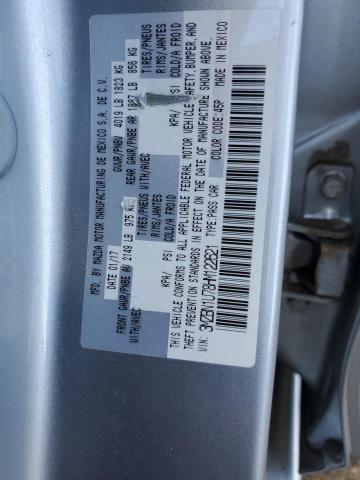 MFD. BY MAZDA MOTOR MANUFACTURING DE MEXICO S.A. DE C.V.
DATE 01/17 GVWR/PNBV 4019 LB 1823 KG
FRONT GAWR/PNBE AV 2149 LB 975 KG REAR GAWR/PNBE AR 1887 LB 856 KG
WITH/AVEC TIRES/PNEUS WITH/AVEC TIRES/PNEUS
RIMS/JANTES RIMS/JANTES
KPA/ PSI COLD/A FROID KPA/ PSI COLD/A FROID
THIS VEHICLE CONFORMS TO ALL APPLICABLE FEDERAL MOTOR VEHICLE SAFETY, BUMPER, AND
THEFT PREVENTION STANDARDS IN EFFECT ON THE DATE OF MANUFACTURE SHOWN ABOVE.
VIN: TYPE:PASS CAR COLOR CODE:45P MADE IN MEXICO